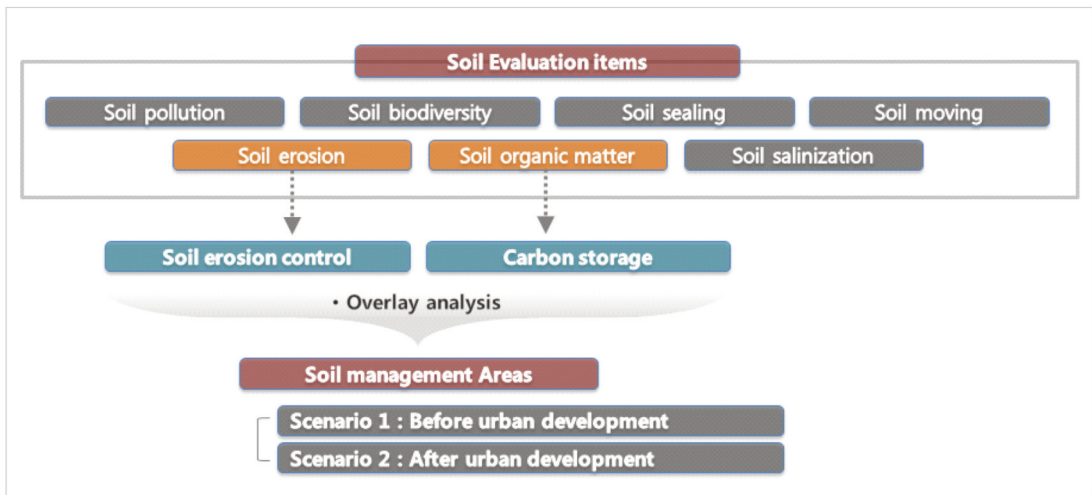 Soil Evaluation items
Soil pollution
Soil biodiversity
Soil sealing
Soil moving
Soil erosion
Soil organic matter
Soil salinization
Soil erosion control
Carbon storage
• Overlay analysis
Soil management Areas
Scenario 1 : Before urban development
Scenario 2 : After urban development